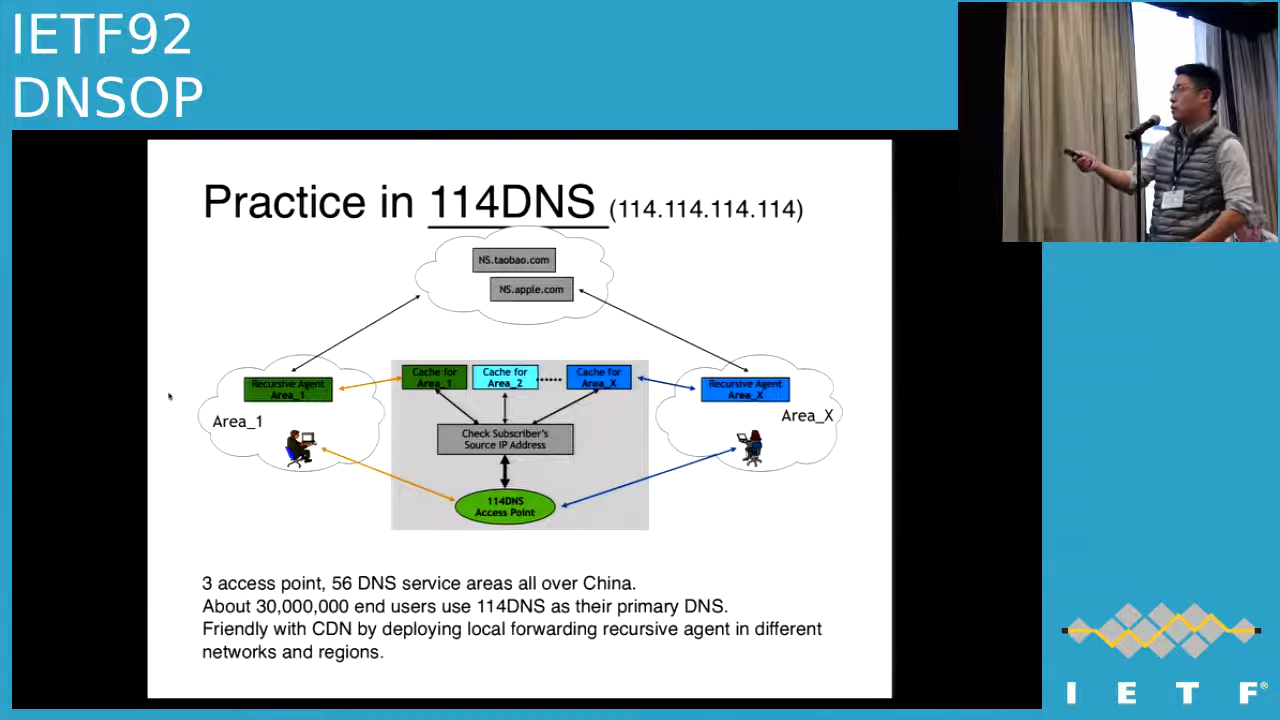 IETF92
DNSOP
Practice in 114DNS (114.114.114.114)
NS.taobao.com
NS.apple.com
Cache for
Area_1
Cache for
Area_2
......
Cache for
Area_X
Recursive Agent
Area_1
Recursive Agent
Area_X
Area_1
Area_X
Check Subscriber's
Source IP Address
114DNS
Access Point
3 access point, 56 DNS service areas all over China.
About 30,000,000 end users use 114DNS as their primary DNS.
Friendly with CDN by deploying local forwarding recursive agent in different
networks and regions.
I E T F®